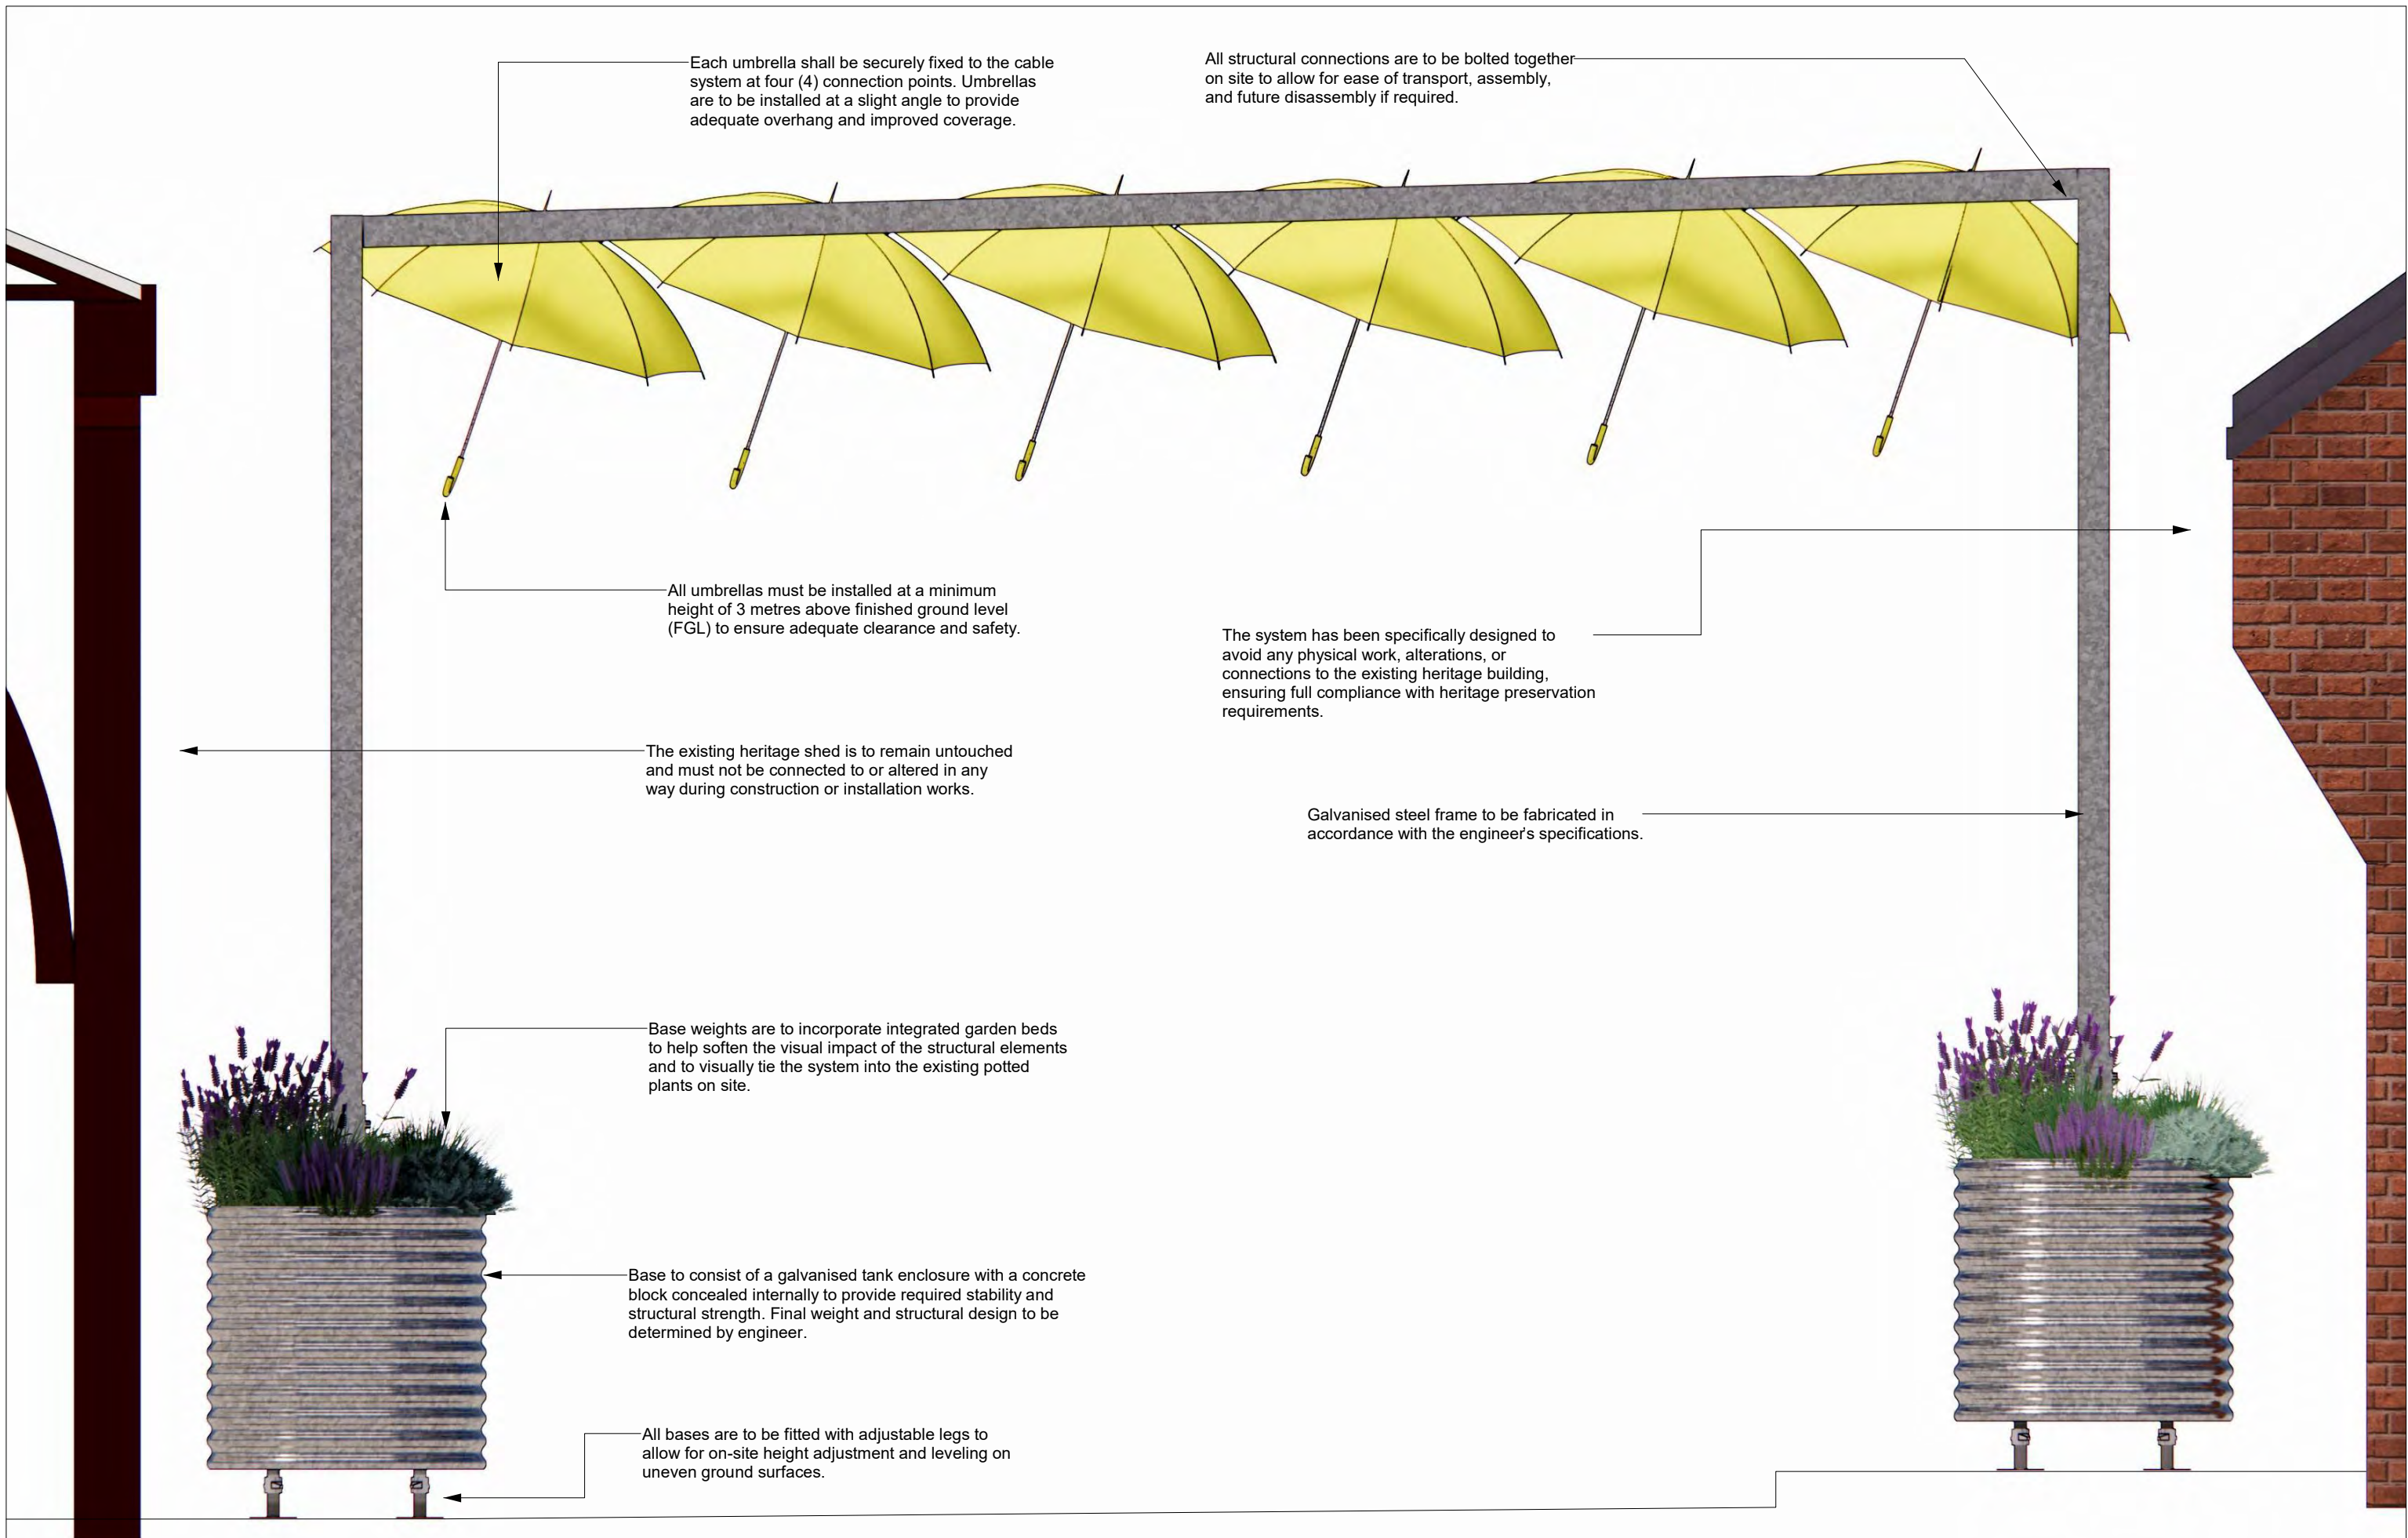 Each umbrella shall be securely fixed to the cable
system at four (4) connection points. Umbrellas
are to be installed at a slight angle to provide
adequate overhang and improved coverage.
All structural connections are to be bolted together
on site to allow for ease of transport, assembly,
and future disassembly if required.
All umbrellas must be installed at a minimum
height of 3 metres above finished ground level
(FGL) to ensure adequate clearance and safety.
The system has been specifically designed to
avoid any physical work, alterations, or
connections to the existing heritage building,
ensuring full compliance with heritage preservation
requirements.
The existing heritage shed is to remain untouched
and must not be connected to or altered in any
way during construction or installation works.
Galvanised steel frame to be fabricated in
accordance with the engineer's specifications.
Base weights are to incorporate integrated garden beds
to help soften the visual impact of the structural elements
and to visually tie the system into the existing potted
plants on site.
Base to consist of a galvanised tank enclosure with a concrete
block concealed internally to provide required stability and
structural strength. Final weight and structural design to be
determined by engineer.
All bases are to be fitted with adjustable legs to
allow for on-site height adjustment and leveling on
uneven ground surfaces.